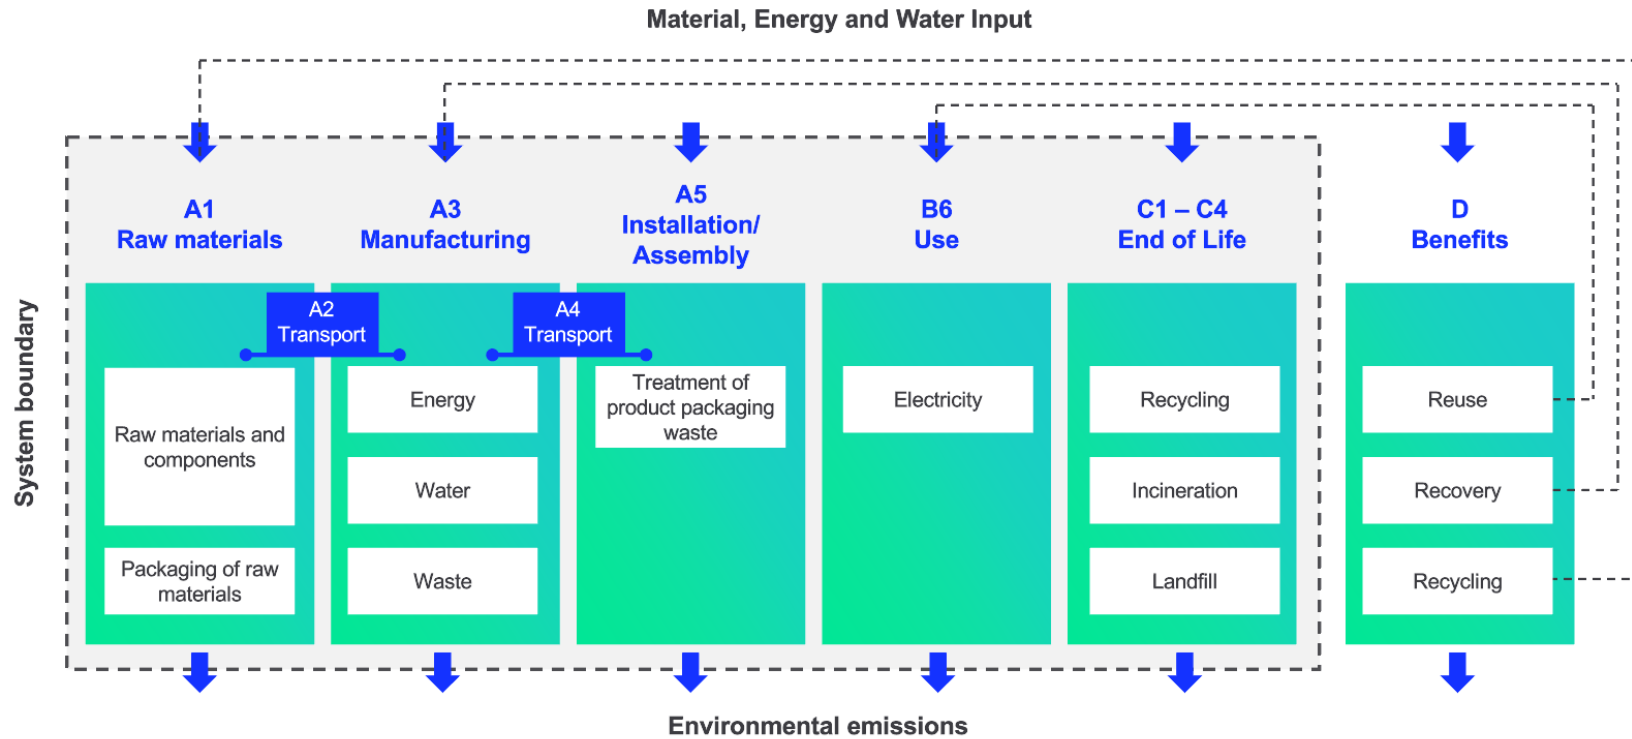 Material, Energy and Water Input
System boundary
A1
Raw materials
A3
Manufacturing
A5
Installation/
Assembly
B6
Use
C1 – C4
End of Life
D
Benefits
A2
Transport
A4
Transport
Raw materials and
components
Packaging of raw
materials
Energy
Water
Waste
Treatment of
product packaging
waste
Electricity
Recycling
Incineration
Landfill
Reuse
Recovery
Recycling
Environmental emissions